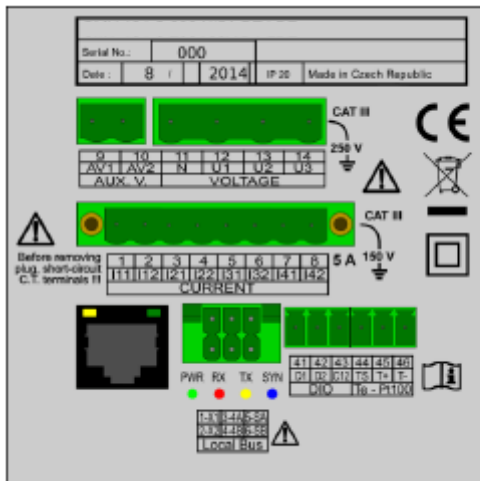 Serial No.: 000
Date : 8 / 2014 IP 20 Made in Czech Republic
CAT III
250 V
9 10 11 12 13 14
AV1 AV2 N U1 U2 U3
AUX. V. VOLTAGE
CAT III
5 A 150 V
Before removing
plug, short-circuit
C.T. terminals !!!
1 2 3 4 5 6 7 8
I11 I12 I21 I22 I31 I32 I41 I42
CURRENT
41 42 43 44 45 46
D1 D2 C12 TS T+ T-
DIO Te - Pt100
PWR RX TX SYN
Local Bus